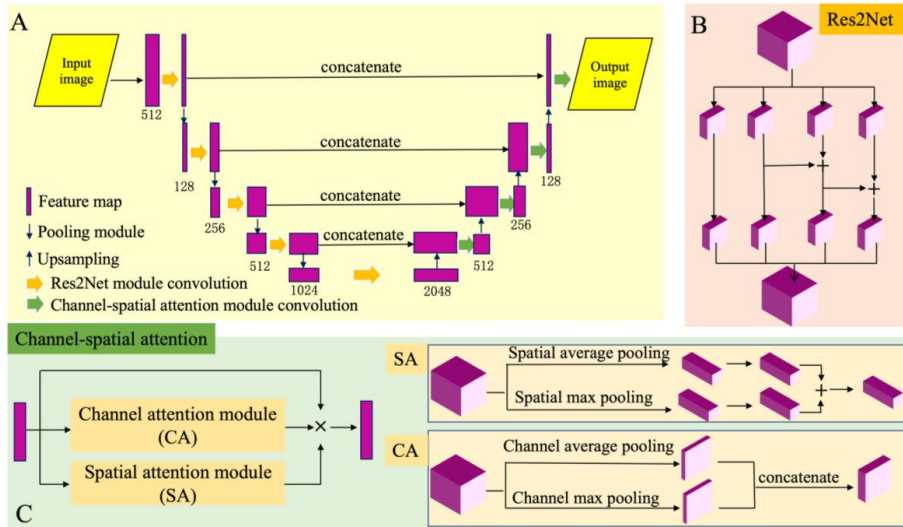 A
Input
image
512
concatenate
Output
image
128
concatenate
128
256
concatenate
256
512
concatenate
512
1024
2048
Feature map
Pooling module
Upsampling
Res2Net module convolution
Channel-spatial attention module convolution
B
Res2Net
+
+
Channel-spatial attention
Channel attention module
(CA)
×
Spatial attention module
(SA)
C
SA
Spatial average pooling
+
Spatial max pooling
CA
Channel average pooling
concatenate
Channel max pooling